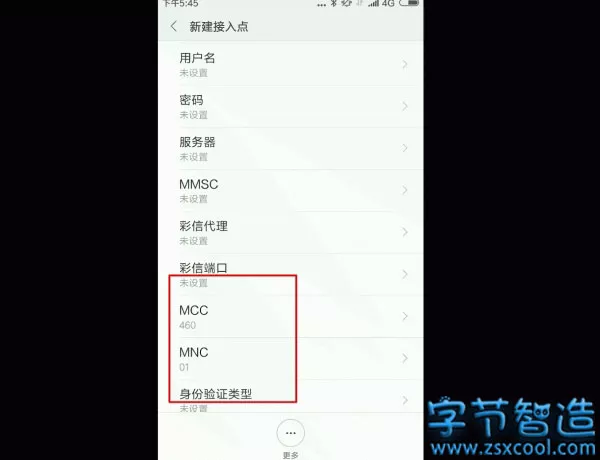 下午5:45
... 4G
新建接入点
用户名
未设置
密码
未设置
服务器
未设置
MMSC
未设置
彩信代理
未设置
彩信端口
未设置
MCC
460
MNC
01
身份验证类型
未设置
更多
字节智造
www.zsxcool.com